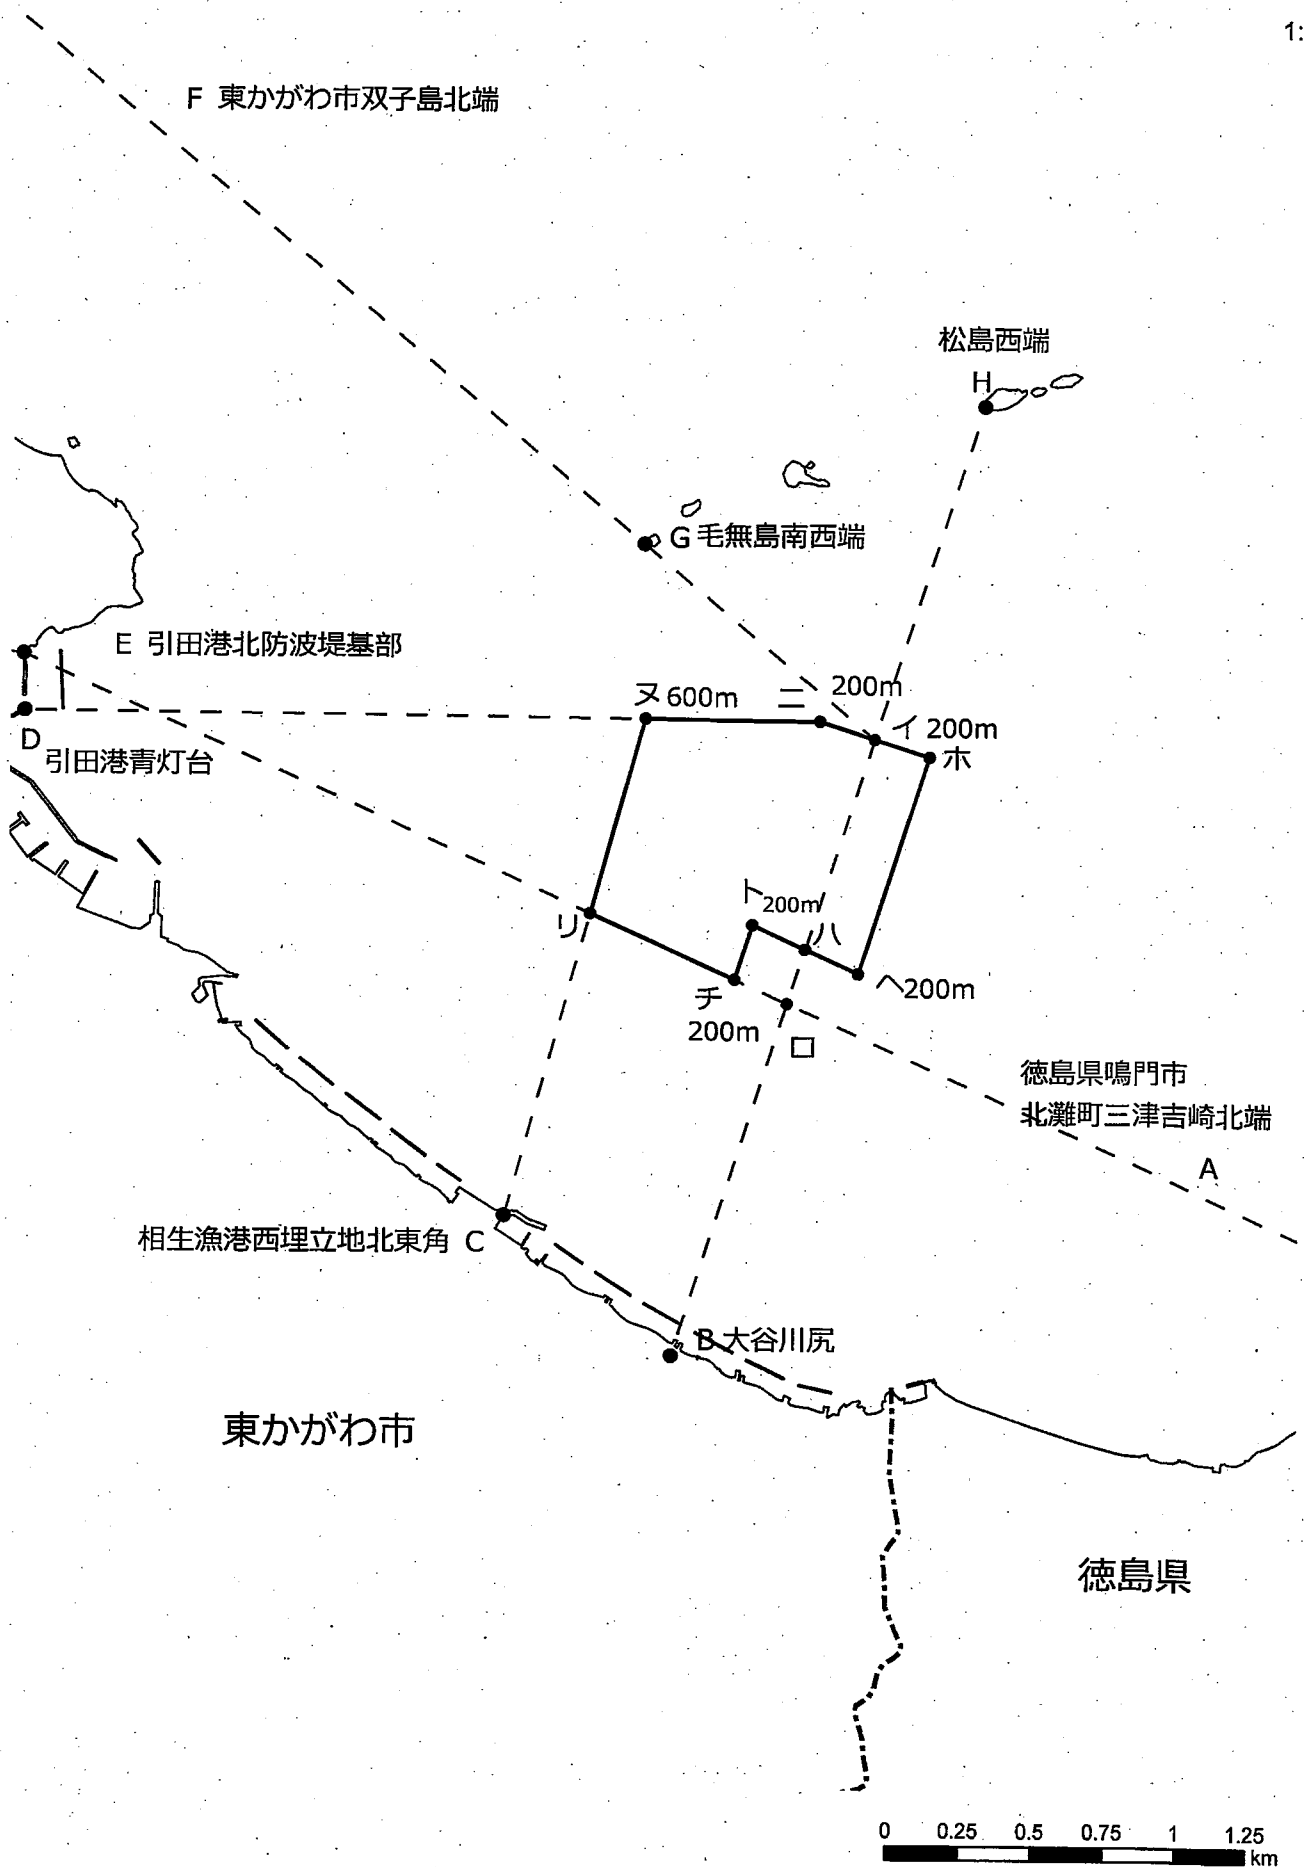 1:
F 東かがわ市双子島北端
松島西端
H
G 毛無島南西端
E 引田港北防波堤基部
ヌ 600m
ニ
200m
イ 200m
ホ
D
引田港青灯台
ト 200m
ハ
リ
ヘ 200m
チ
200m
ロ
徳島県鳴門市
北灘町三津吉崎北端
A
相生漁港西埋立地北東角 C
B 大谷川尻
東かがわ市
徳島県
0 0.25 0.5 0.75 1 1.25
km